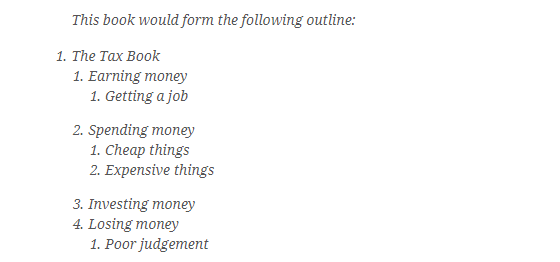 This book would form the following outline:
1. The Tax Book
1. Earning money
1. Getting a job
2. Spending money
1. Cheap things
2. Expensive things
3. Investing money
4. Losing money
1. Poor judgement